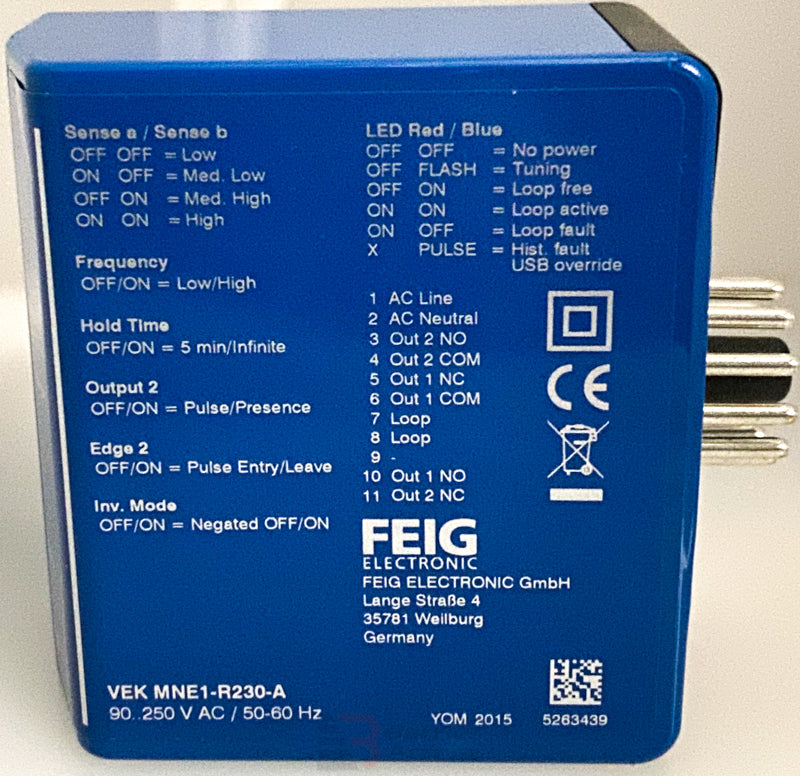 Sense a / Sense b
OFF OFF = Low
ON OFF = Med. Low
OFF ON = Med. High
ON ON = High
Frequency
OFF/ON = Low/High
Hold Time
OFF/ON = 5 min/Infinite
Output 2
OFF/ON = Pulse/Presence
Edge 2
OFF/ON = Pulse Entry/Leave
Inv. Mode
OFF/ON = Negated OFF/ON
LED Red / Blue
OFF OFF = No power
OFF FLASH = Tuning
OFF ON = Loop free
ON ON = Loop active
ON OFF = Loop fault
X PULSE = Hist. fault
USB override
1 AC Line
2 AC Neutral
3 Out 2 NO
4 Out 2 COM
5 Out 1 NC
6 Out 1 COM
7 Loop
8 Loop
9 -
10 Out 1 NO
11 Out 2 NC
CE
FEIG
ELECTRONIC
FEIG ELECTRONIC GmbH
Lange Straße 4
35781 Weilburg
Germany
VEK MNE1-R230-A
90..250 V AC / 50-60 Hz
YOM 2015 5263439